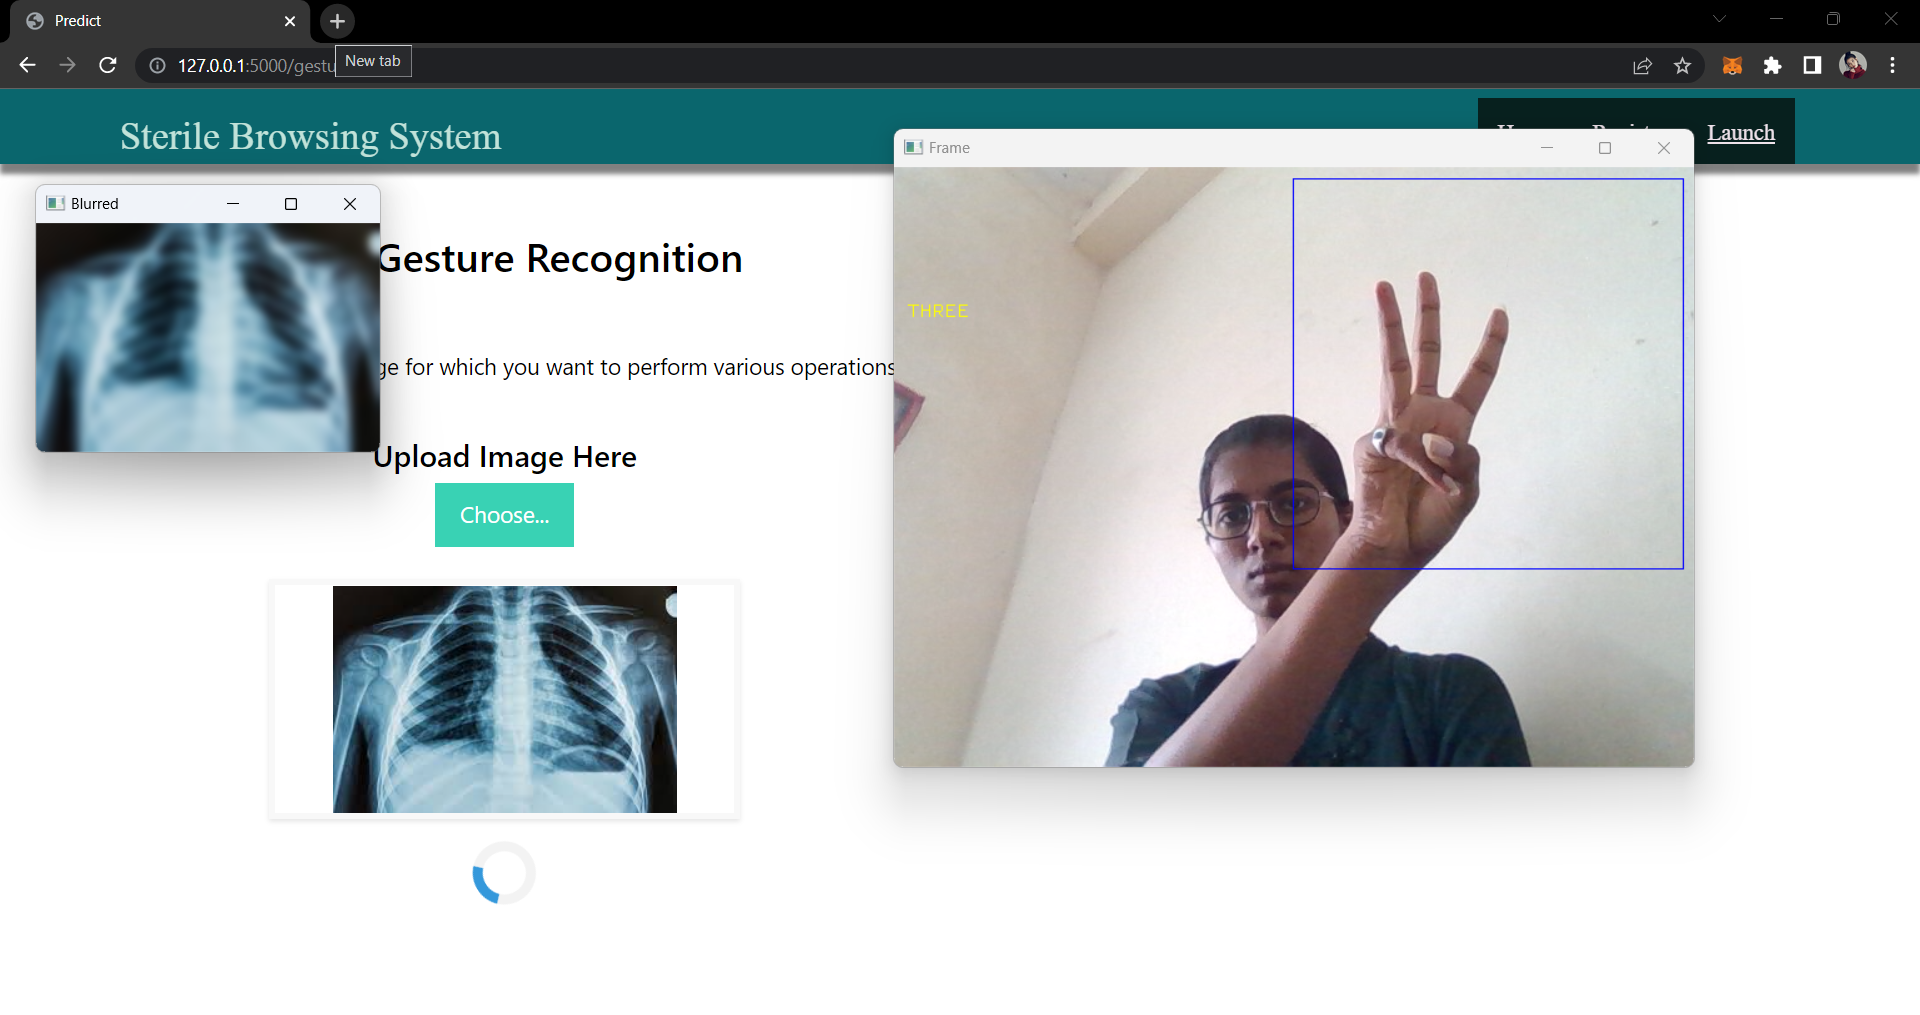 Predict
New tab
127.0.0.1:5000/gestu
Sterile Browsing System
Launch
Frame
Blurred
Gesture Recognition
THREE
for which you want to perform various operations
Upload Image Here
Choose...